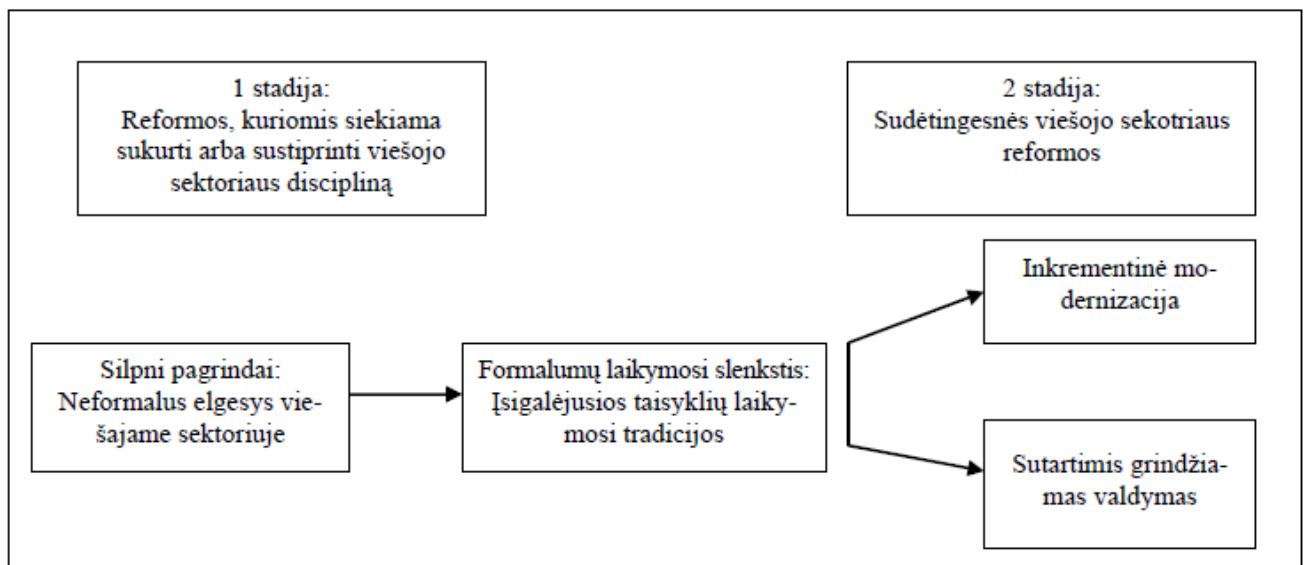 1 stadija:
Reformos, kuriomis siekiama
sukurti arba sustiprinti viešojo
sektoriaus discipliną
2 stadija:
Sudėtingesnės viešojo sekotriaus
reformos
Silpni pagrindai:
Neformalus elgesys vie-
šajame sektoriuje
Formalumų laikymosi slenkstis:
Įsigalėjusios taisyklių laiky-
mosi tradicijos
Inkrementinė mo-
dernizacija
Sutartimis grindžia-
mas valdymas